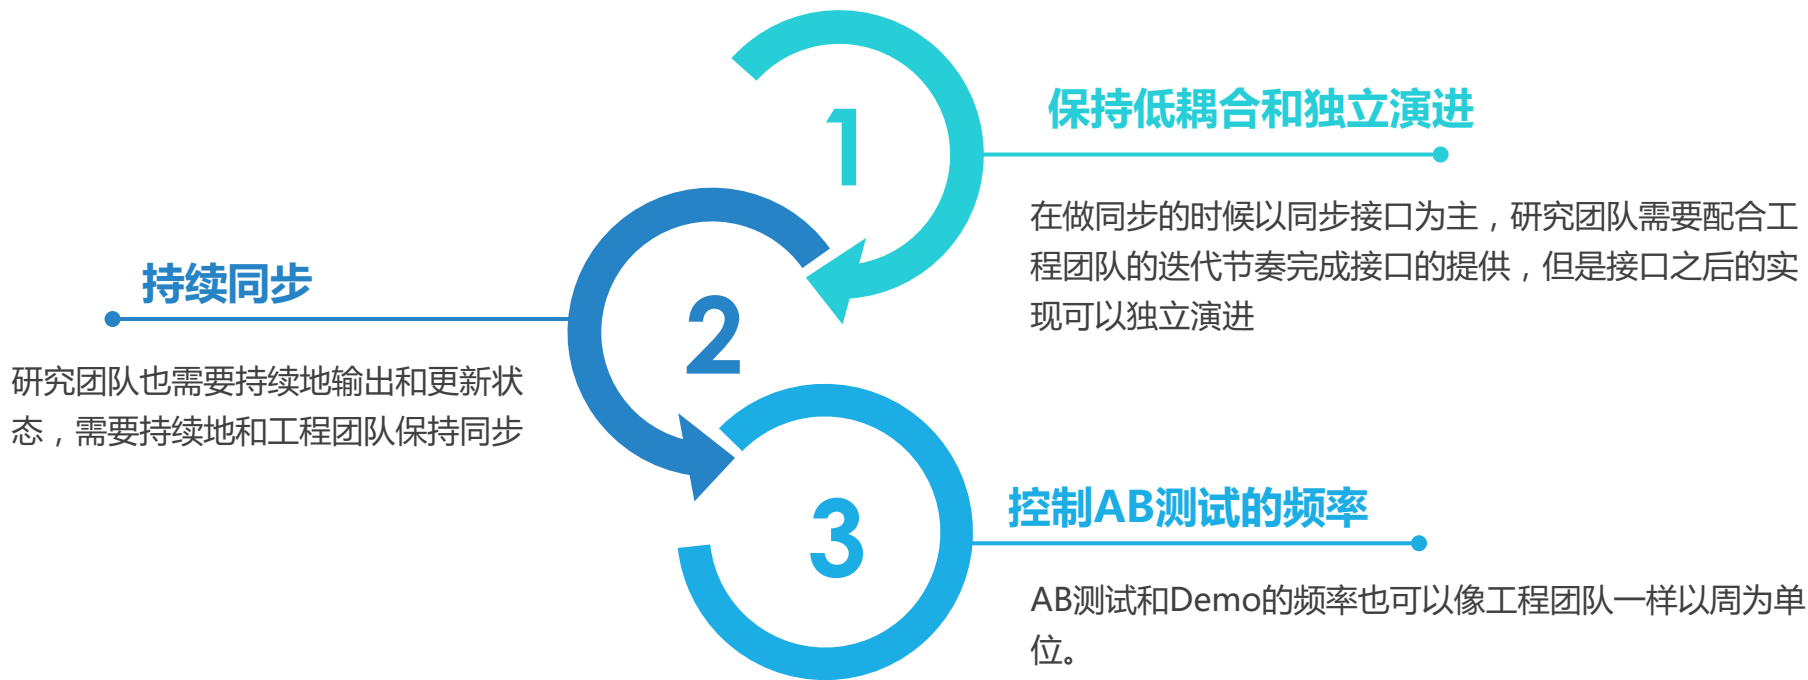 1
保持低耦合和独立演进
在做同步的时候以同步接口为主，研究团队需要配合工
程团队的迭代节奏完成接口的提供，但是接口之后的实
现可以独立演进
2
持续同步
研究团队也需要持续地输出和更新状
态，需要持续地和工程团队保持同步
3
控制AB测试的频率
AB测试和Demo的频率也可以像工程团队一样以周为单
位。